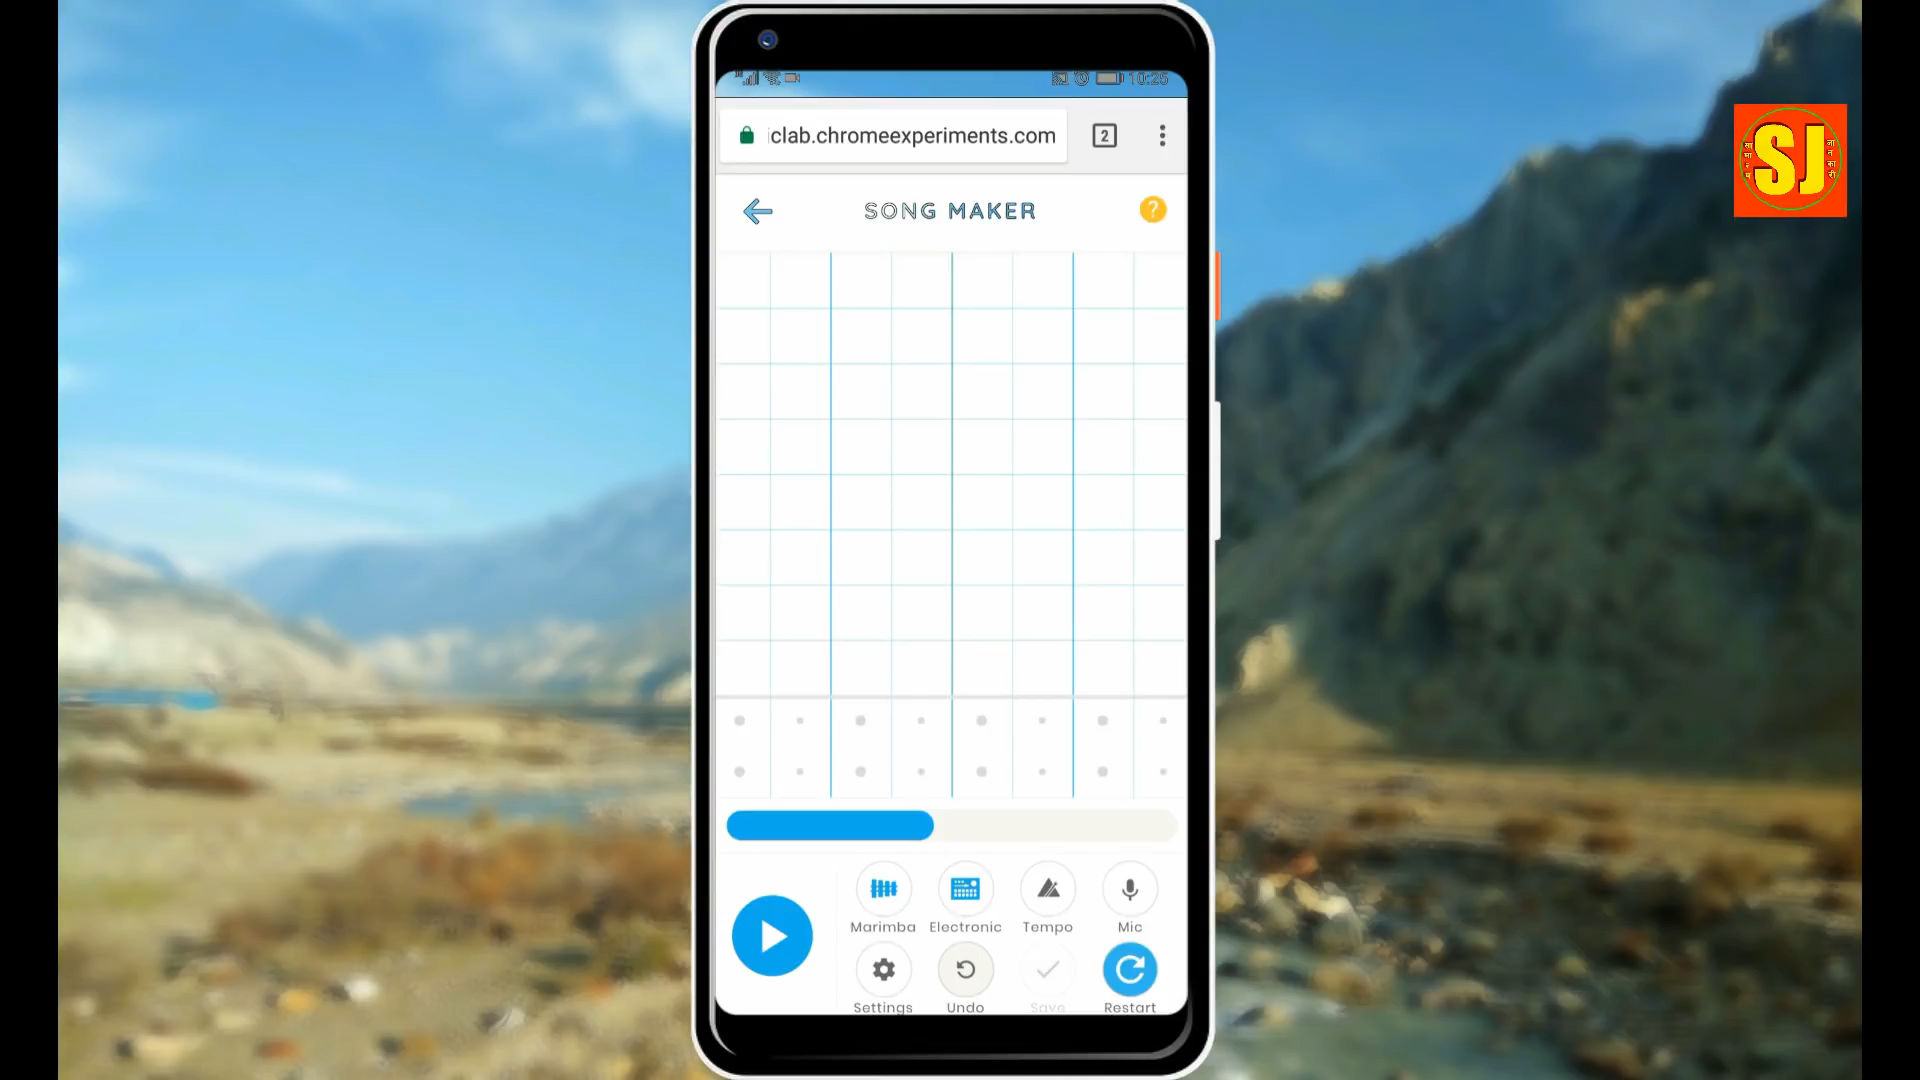 10:25
clab.chromeexperiments.com
2
SONG MAKER
?
SJ
Marimba
Electronic
Tempo
Mic
Settings
Undo
Save
Restart